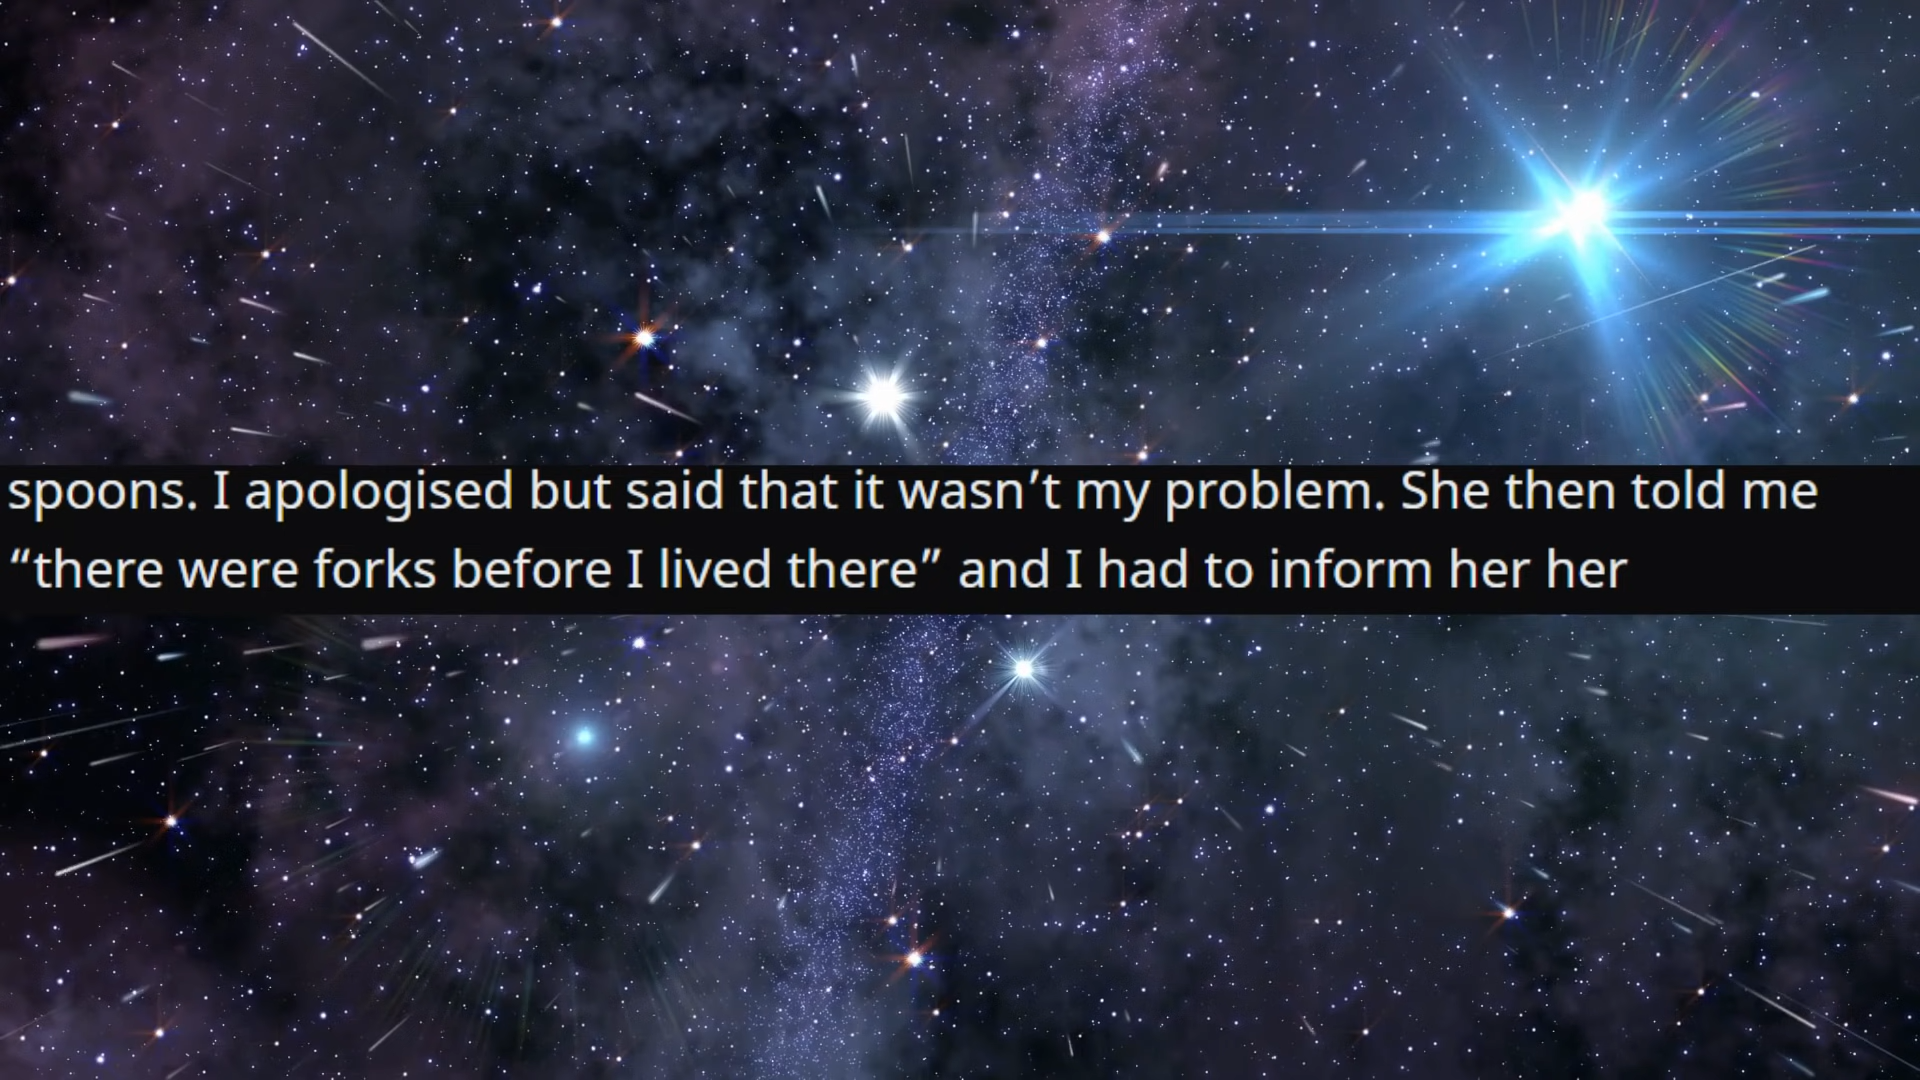 spoons. I apologised but said that it wasn’t my problem. She then told me
“there were forks before I lived there” and I had to inform her her